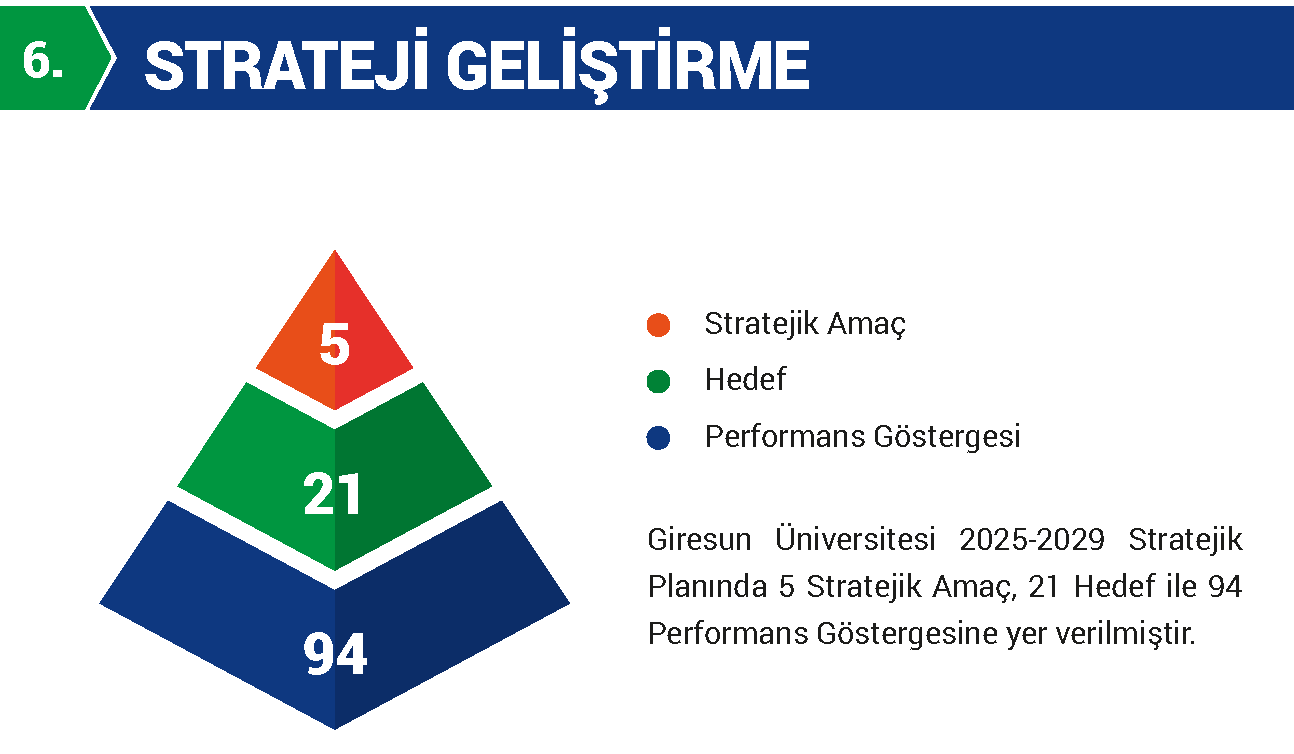 6. STRATEJİ GELİŞTİRME
5
21
94
Stratejik Amaç
Hedef
Performans Göstergesi
Giresun Üniversitesi 2025-2029 Stratejik
Planında 5 Stratejik Amaç, 21 Hedef ile 94
Performans Göstergesine yer verilmiştir.